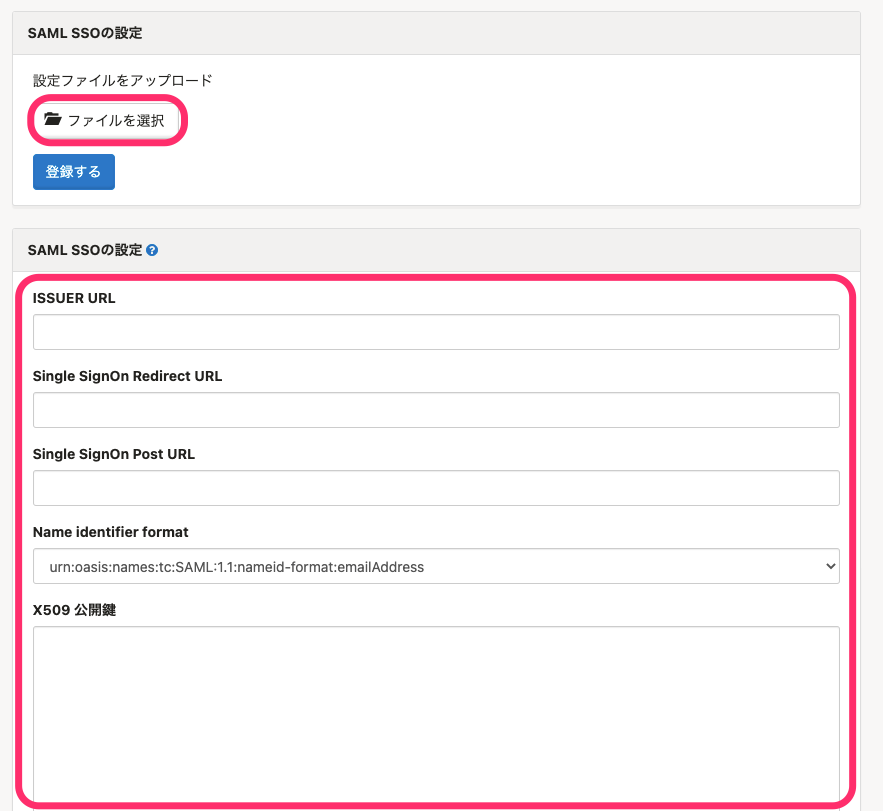 SAML SSOの設定
設定ファイルをアップロード
ファイルを選択
登録する
SAML SSOの設定 ?
ISSUER URL
Single SignOn Redirect URL
Single SignOn Post URL
Name identifier format
urn:oasis:names:tc:SAML:1.1:nameid-format:emailAddress
X509 公開鍵